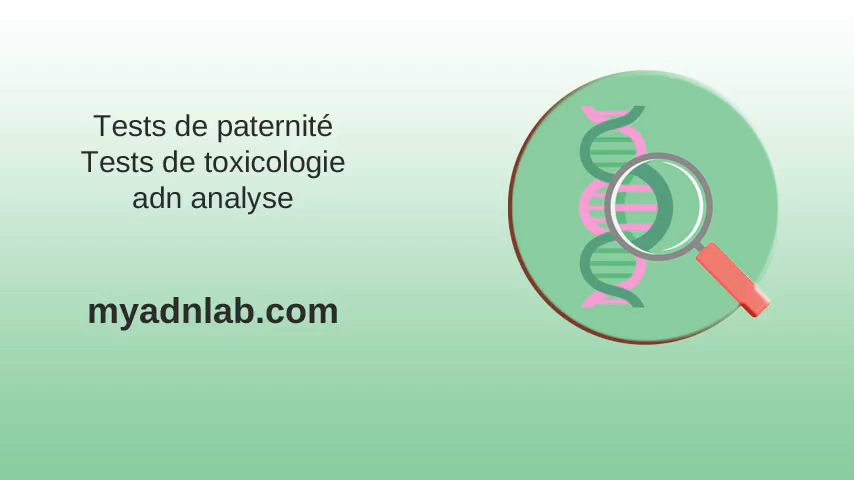 Tests de paternité
Tests de toxicologie
adn analyse
myadnlab.com